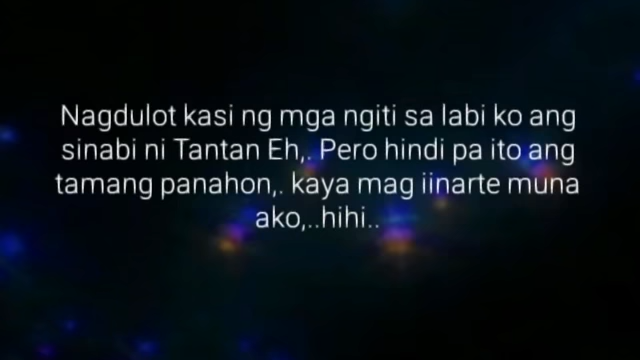 Nagdulot kasi ng mga ngiti sa labi ko ang
sinabi ni Tantan Eh,. Pero hindi pa ito ang
tamang panahon,. kaya mag iinarte muna
ako,..hihi..